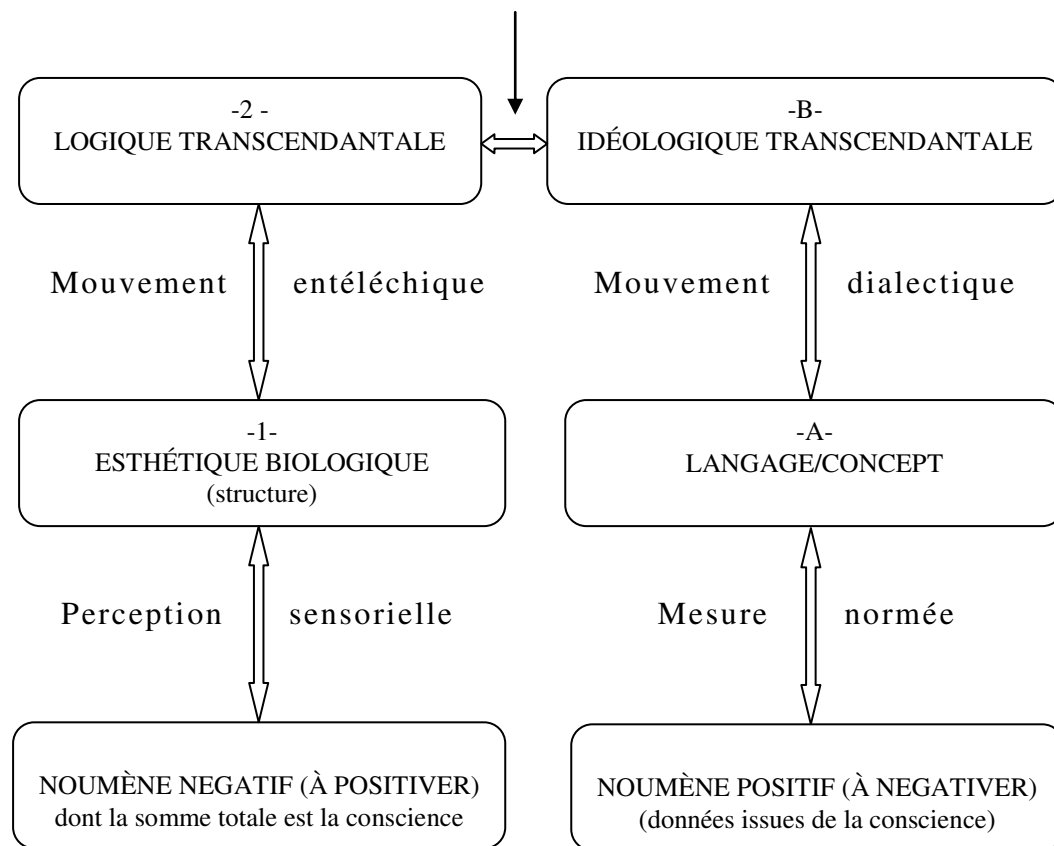 -2 -
LOGIQUE TRANSCENDANTALE
-B-
IDÉOLOGIQUE TRANSCENDANTALE
Mouvement entéléchique
Mouvement dialectique
-1-
ESTHÉTIQUE BIOLOGIQUE
(structure)
-A-
LANGAGE/CONCEPT
Perception sensorielle
Mesure normée
NOUMÈNE NEGATIF (À POSITIVER)
dont la somme totale est la conscience
NOUMÈNE POSITIF (À NEGATIVER)
(données issues de la conscience)